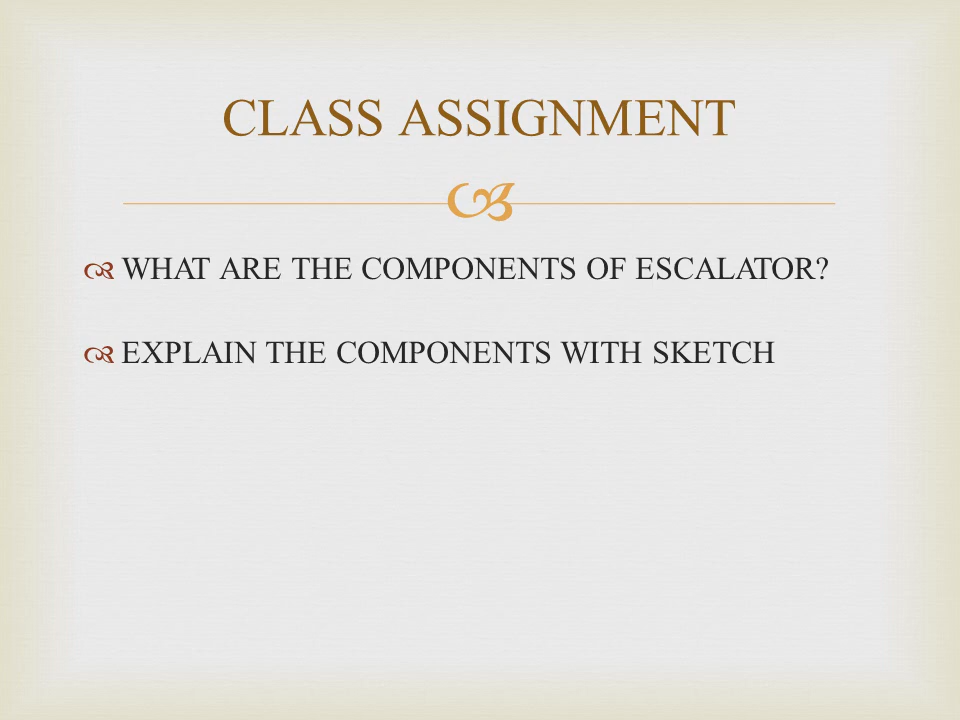 CLASS ASSIGNMENT
WHAT ARE THE COMPONENTS OF ESCALATOR?
EXPLAIN THE COMPONENTS WITH SKETCH